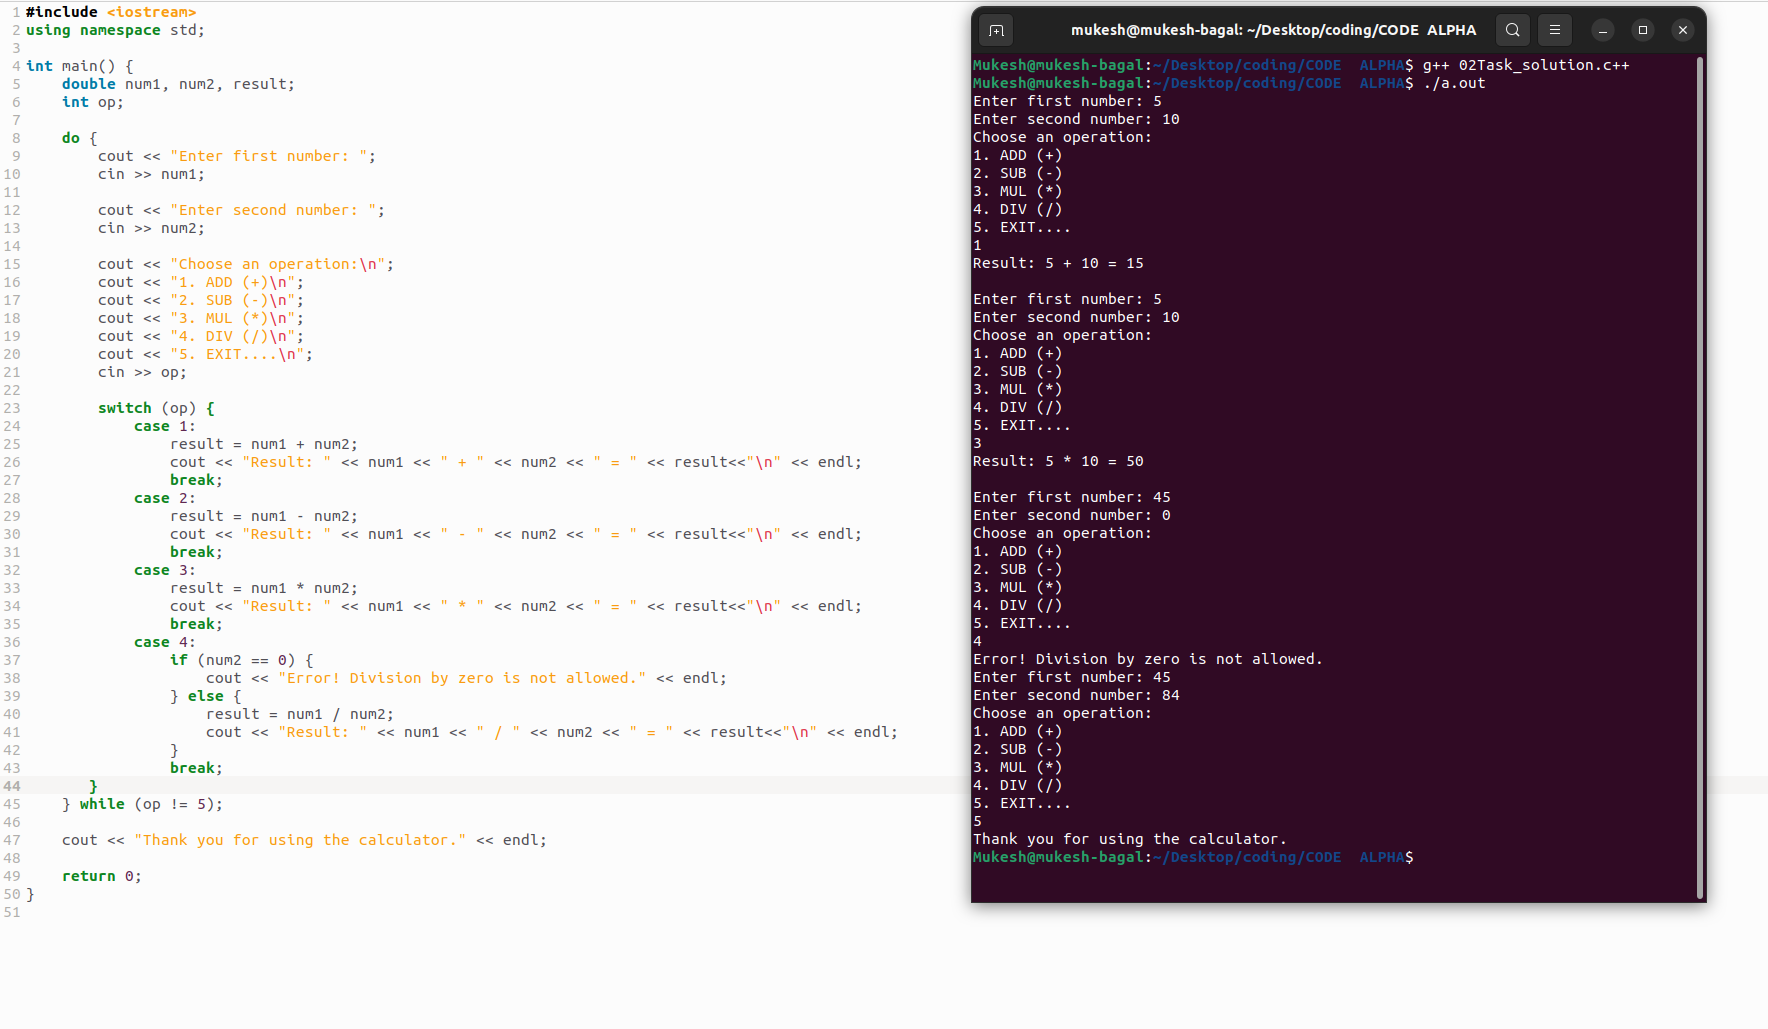 1 #include <iostream>
2 using namespace std;
3
4 int main() {
5     double num1, num2, result;
6     int op;
7
8     do {
9         cout << "Enter first number: ";
10         cin >> num1;
11
12         cout << "Enter second number: ";
13         cin >> num2;
14
15         cout << "Choose an operation:\n";
16         cout << "1. ADD (+)\n";
17         cout << "2. SUB (-)\n";
18         cout << "3. MUL (*)\n";
19         cout << "4. DIV (/)\n";
20         cout << "5. EXIT....\n";
21         cin >> op;
22
23         switch (op) {
24             case 1:
25                 result = num1 + num2;
26                 cout << "Result: " << num1 << " + " << num2 << " = " << result<<"\n" << endl;
27                 break;
28             case 2:
29                 result = num1 - num2;
30                 cout << "Result: " << num1 << " - " << num2 << " = " << result<<"\n" << endl;
31                 break;
32             case 3:
33                 result = num1 * num2;
34                 cout << "Result: " << num1 << " * " << num2 << " = " << result<<"\n" << endl;
35                 break;
36             case 4:
37                 if (num2 == 0) {
38                     cout << "Error! Division by zero is not allowed." << endl;
39                 } else {
40                     result = num1 / num2;
41                     cout << "Result: " << num1 << " / " << num2 << " = " << result<<"\n" << endl;
42                 }
43                 break;
44        }
45     } while (op != 5);
46
47     cout << "Thank you for using the calculator." << endl;
48
49     return 0;
50 }
51
mukesh@mukesh-bagal: ~/Desktop/coding/CODE  ALPHA
Mukesh@mukesh-bagal:~/Desktop/coding/CODE  ALPHA$ g++ 02Task_solution.c++
Mukesh@mukesh-bagal:~/Desktop/coding/CODE  ALPHA$ ./a.out
Enter first number: 5
Enter second number: 10
Choose an operation:
1. ADD (+)
2. SUB (-)
3. MUL (*)
4. DIV (/)
5. EXIT....
1
Result: 5 + 10 = 15

Enter first number: 5
Enter second number: 10
Choose an operation:
1. ADD (+)
2. SUB (-)
3. MUL (*)
4. DIV (/)
5. EXIT....
3
Result: 5 * 10 = 50

Enter first number: 45
Enter second number: 0
Choose an operation:
1. ADD (+)
2. SUB (-)
3. MUL (*)
4. DIV (/)
5. EXIT....
4
Error! Division by zero is not allowed.
Enter first number: 45
Enter second number: 84
Choose an operation:
1. ADD (+)
2. SUB (-)
3. MUL (*)
4. DIV (/)
5. EXIT....
5
Thank you for using the calculator.
Mukesh@mukesh-bagal:~/Desktop/coding/CODE  ALPHA$